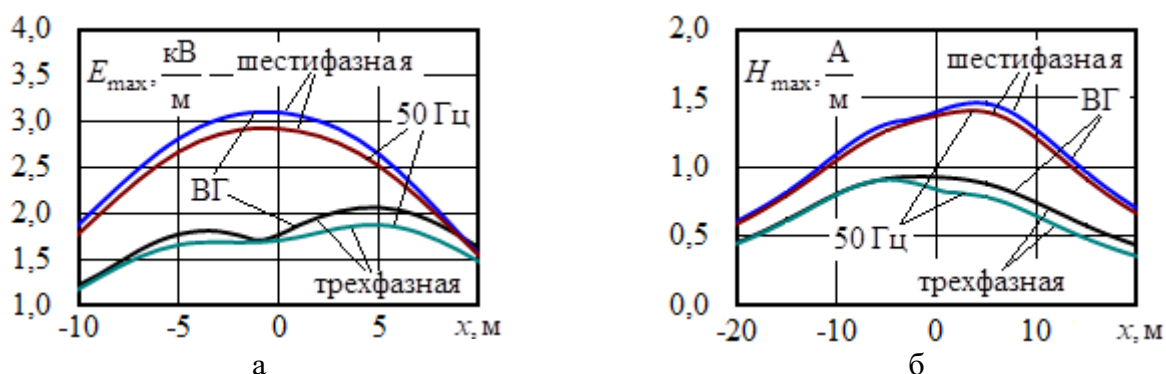 4,0
3,5
3,0
2,5
2,0
1,5
1,0
E max, кВ/м
шестифазная
50 Гц
ВГ
трехфазная
-10
-5
0
5
x, м
а
2,0
1,5
1,0
0,5
0,0
H max, А/м
шестифазная
ВГ
50 Гц
трехфазная
-20
-10
0
10
x, м
б